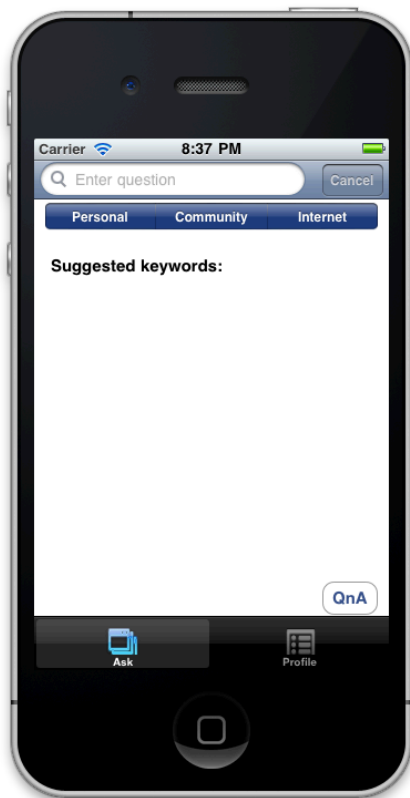 Carrier 8:37 PM
Enter question Cancel
Personal Community Internet
Suggested keywords:
QnA
Ask Profile